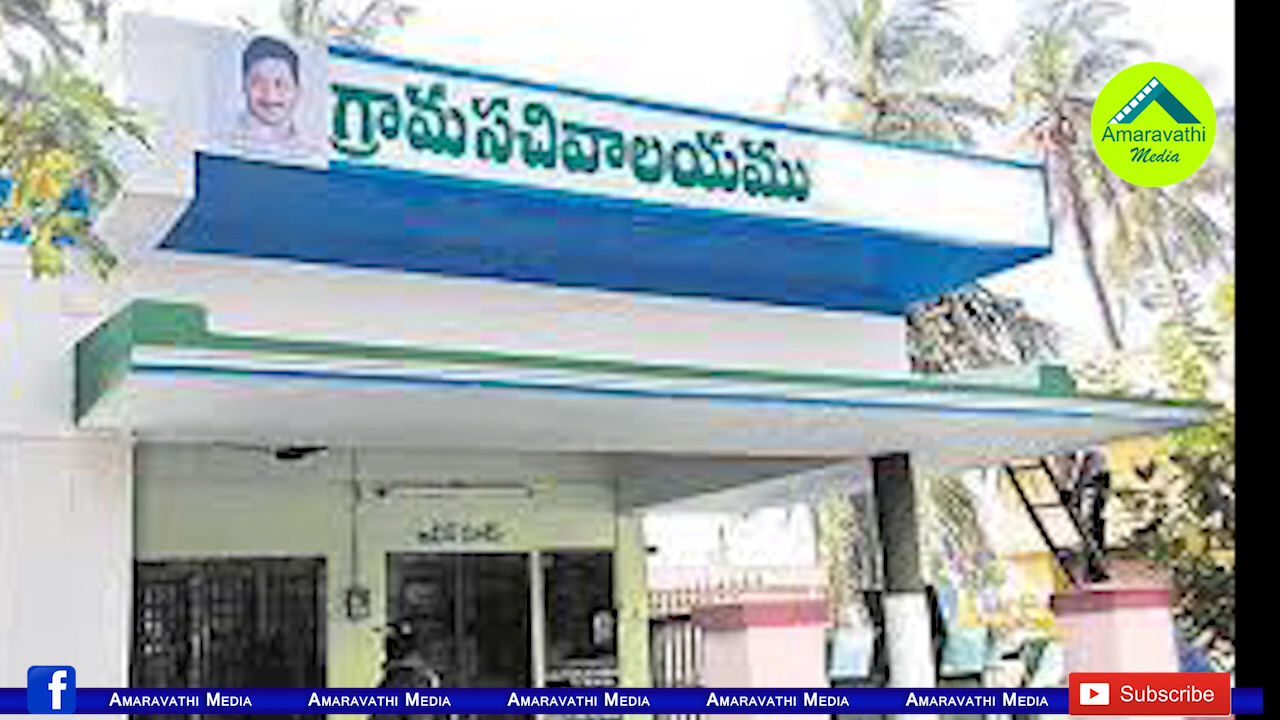 గ్రామ సచివాలయము
Amaravathi
Media
f
Amaravathi Media Amaravathi Media Amaravathi Media Amaravathi Media Amaravathi Media
Subscribe